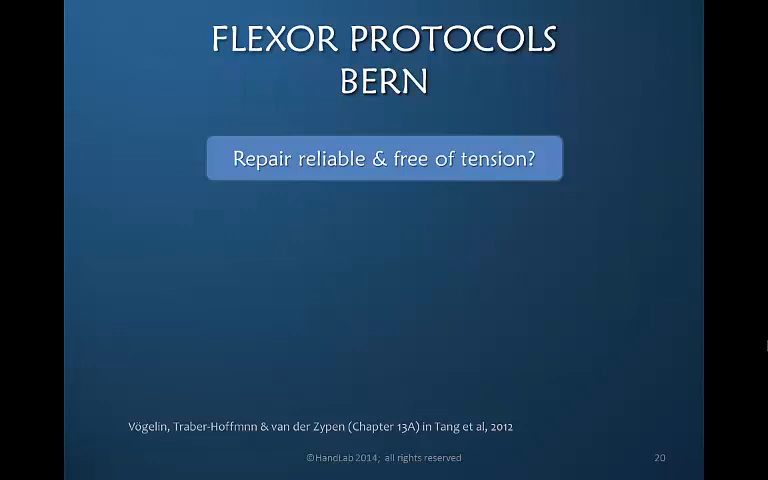 FLEXOR PROTOCOLS
BERN
Repair reliable & free of tension?
Vögelin, Traber-Hoffmnn & van der Zypen (Chapter 13A) in Tang et al, 2012
©HandLab 2014; all rights reserved
20